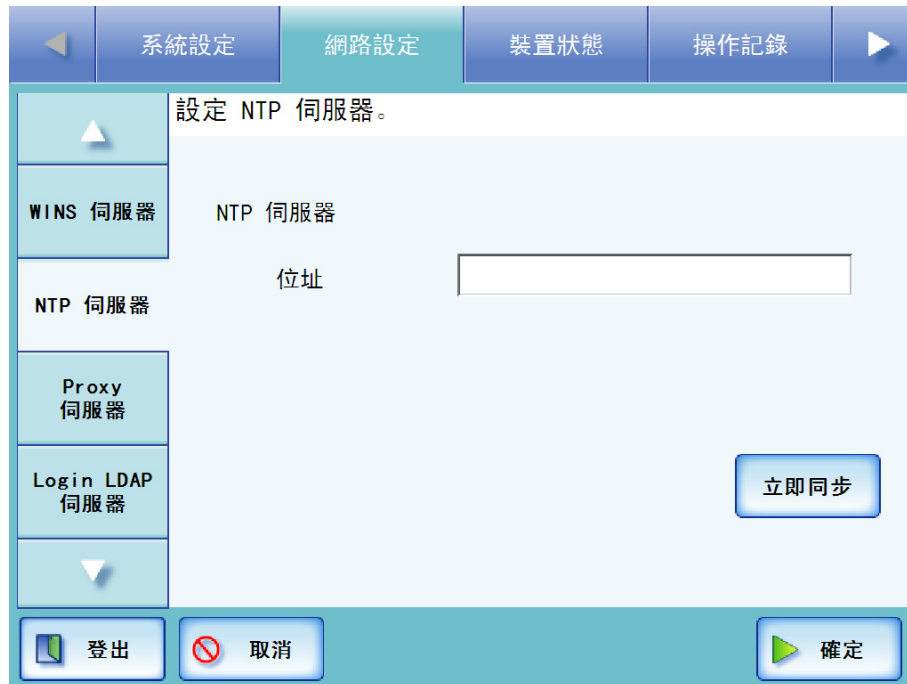 系統設定
網路設定
裝置狀態
操作記錄
設定 NTP 伺服器。
WINS 伺服器
NTP 伺服器
Proxy
伺服器
Login LDAP
伺服器
NTP 伺服器
位址
立即同步
登出
取消
確定